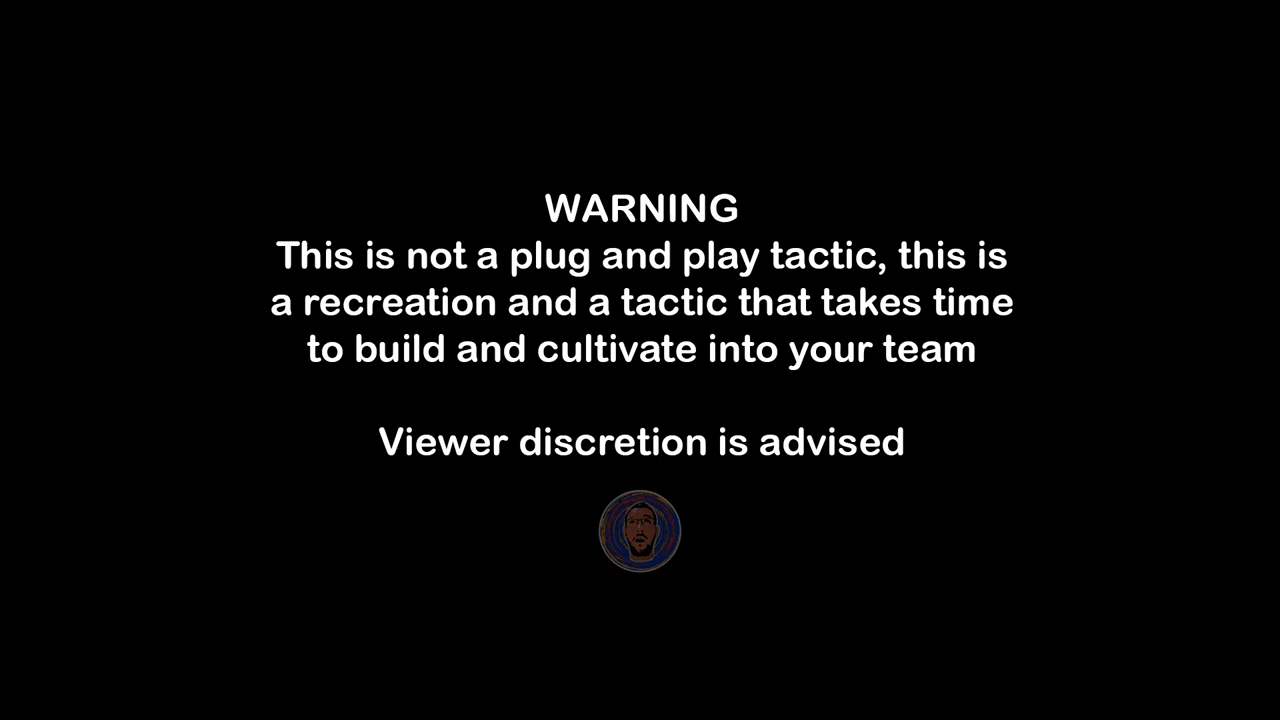 WARNING
This is not a plug and play tactic, this is
a recreation and a tactic that takes time
to build and cultivate into your team
Viewer discretion is advised